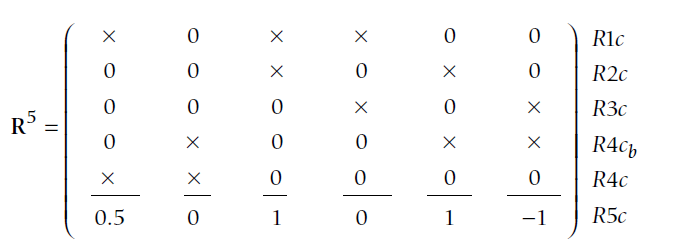 × 0 × × 0 0 R1c
0 0 × 0 × 0 R2c
0 0 0 × 0 × R3c
R⁵ =
0 × 0 0 × × R4c_b
× × 0 0 0 0 R4c
0.5 0 1 0 1 −1 R5c